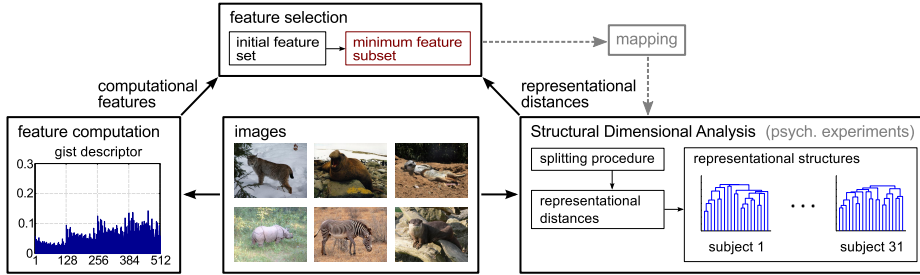 feature selection
initial feature
set
minimum feature
subset
mapping
computational
features
representational
distances
feature computation
gist descriptor
0.3
0.2
0.1
0
1
128
256
384
512
images
Structural Dimensional Analysis (psych. experiments)
splitting procedure
representational
distances
representational structures
subject 1
subject 31